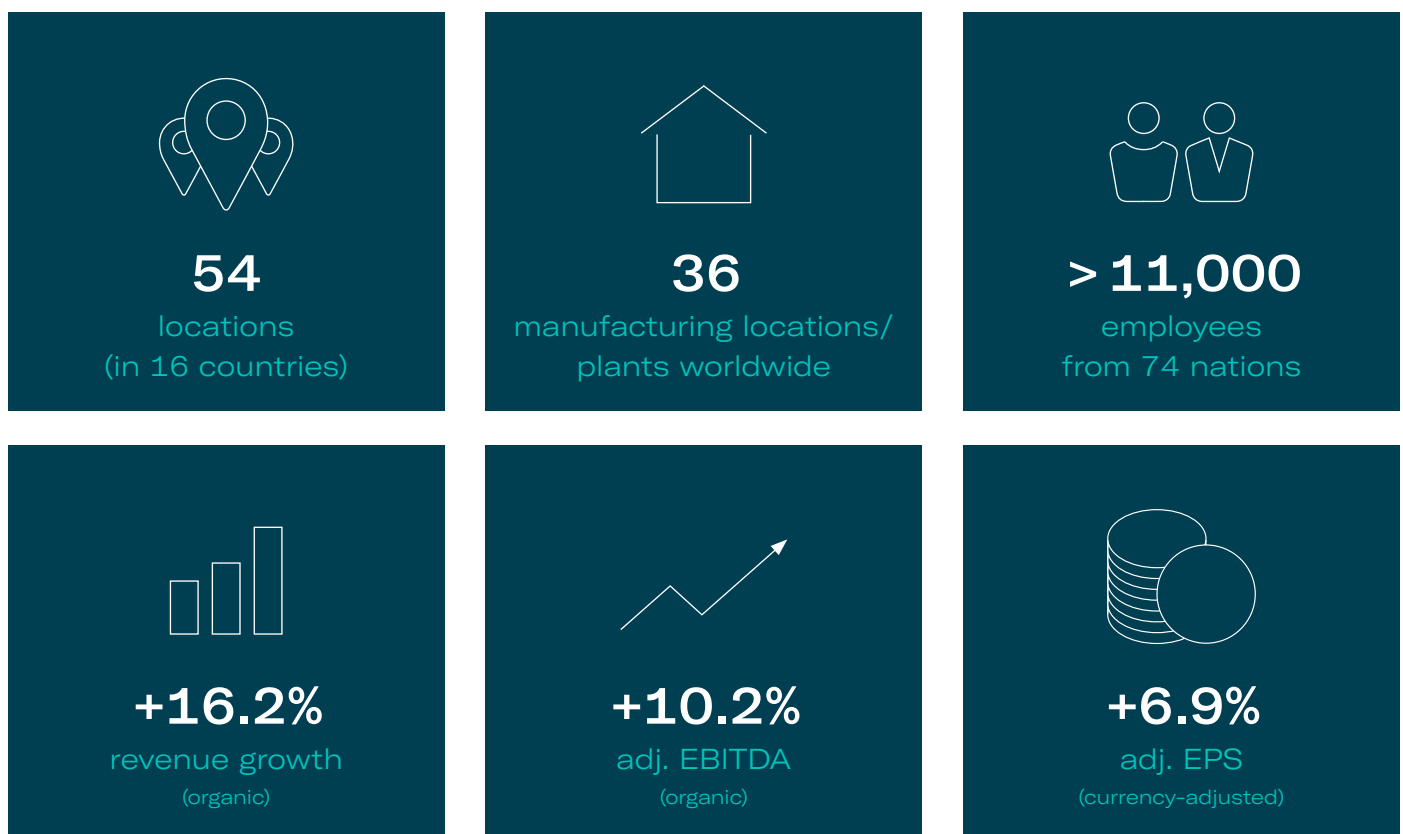 54
locations
(in 16 countries)
36
manufacturing locations/
plants worldwide
> 11,000
employees
from 74 nations
+16.2%
revenue growth
(organic)
+10.2%
adj. EBITDA
(organic)
+6.9%
adj. EPS
(currency-adjusted)